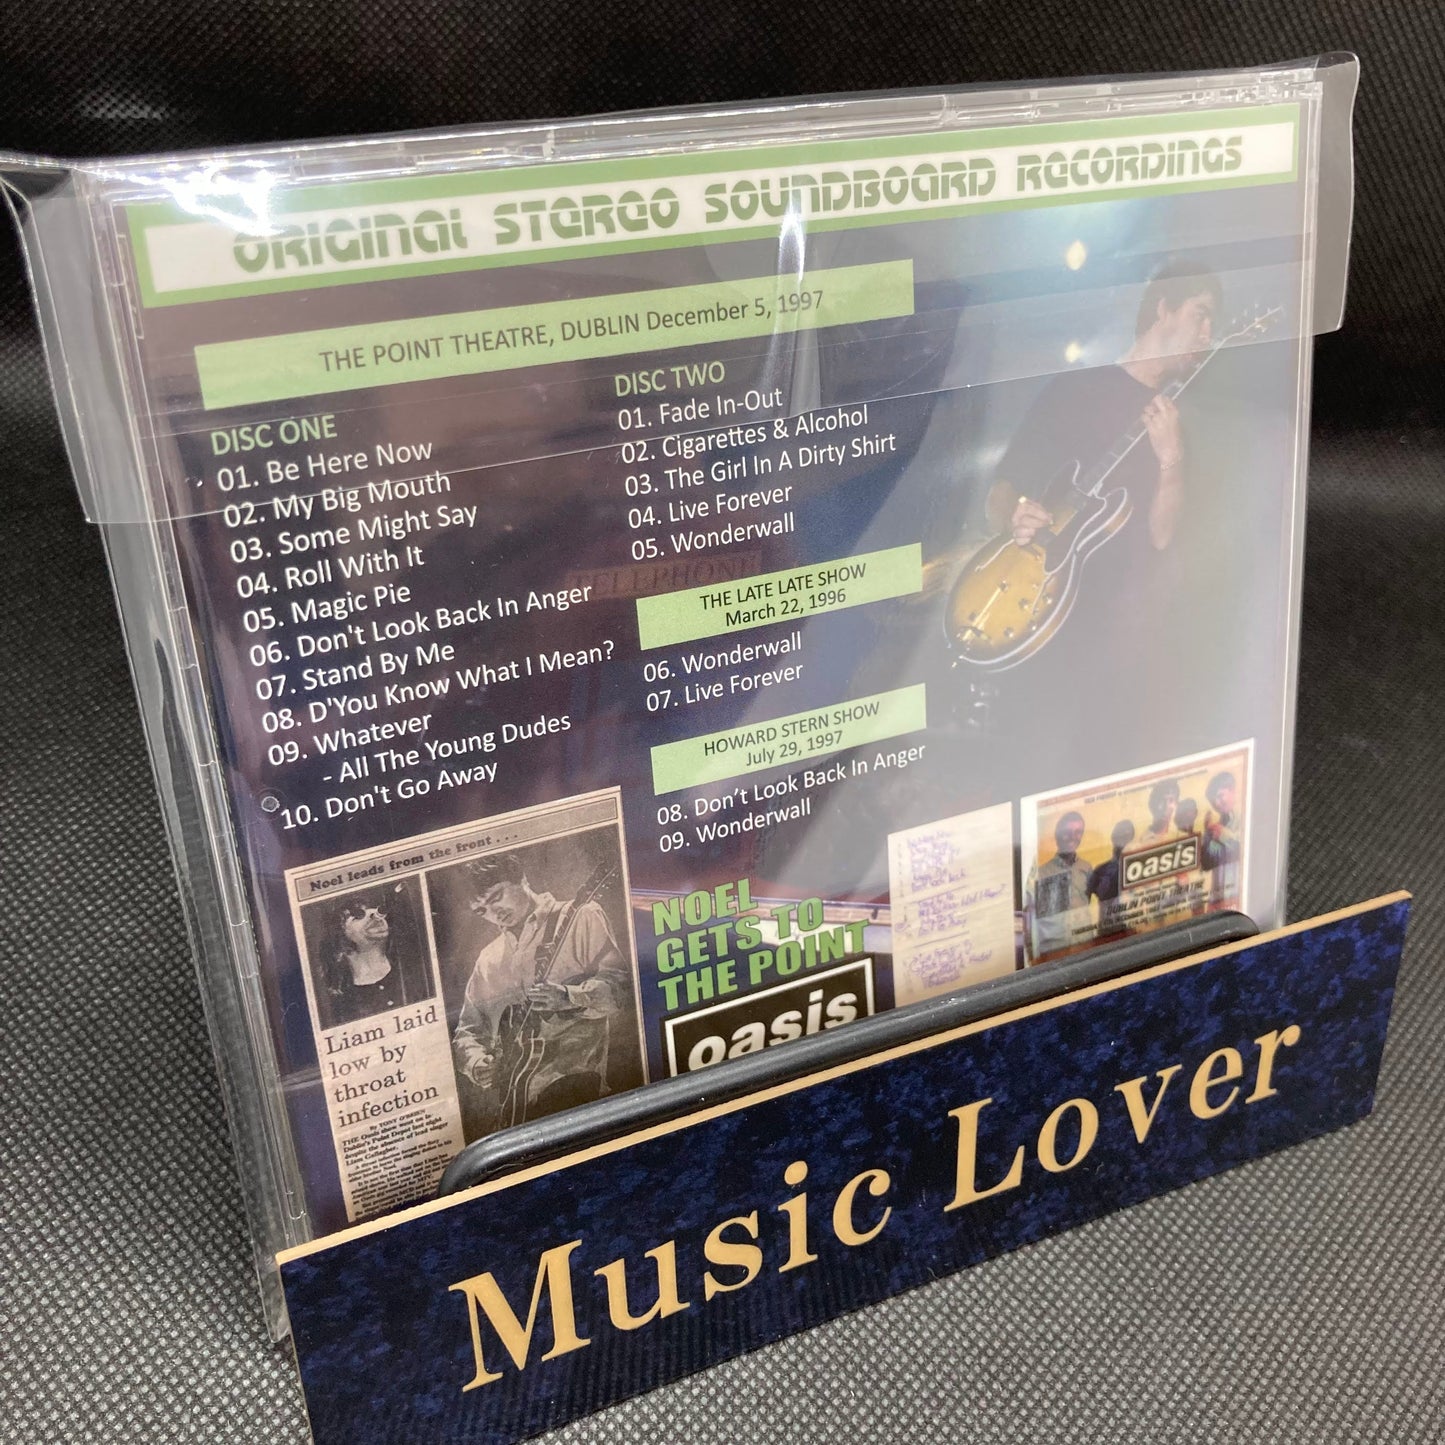 ORIGINAL STEREO SOUNDBOARD RECORDINGS
THE POINT THEATRE, DUBLIN December 5, 1997
DISC ONE
01. Be Here Now
02. My Big Mouth
03. Some Might Say
04. Roll With It
05. Magic Pie
06. Don't Look Back In Anger
07. Stand By Me
08. D'You Know What I Mean?
09. Whatever
- All The Young Dudes
10. Don't Go Away
DISC TWO
01. Fade In-Out
02. Cigarettes & Alcohol
03. The Girl In A Dirty Shirt
04. Live Forever
05. Wonderwall
THE LATE LATE SHOW
March 22, 1996
06. Wonderwall
07. Live Forever
HOWARD STERN SHOW
July 29, 1997
08. Don't Look Back In Anger
09. Wonderwall
Noel leads from the front . . .
Liam laid
low by
throat
infection
By TONY O'BRIEN
NOEL
GETS TO
THE POINT
oasis
oasis
DUBLIN POINT THEATRE
Music Lover